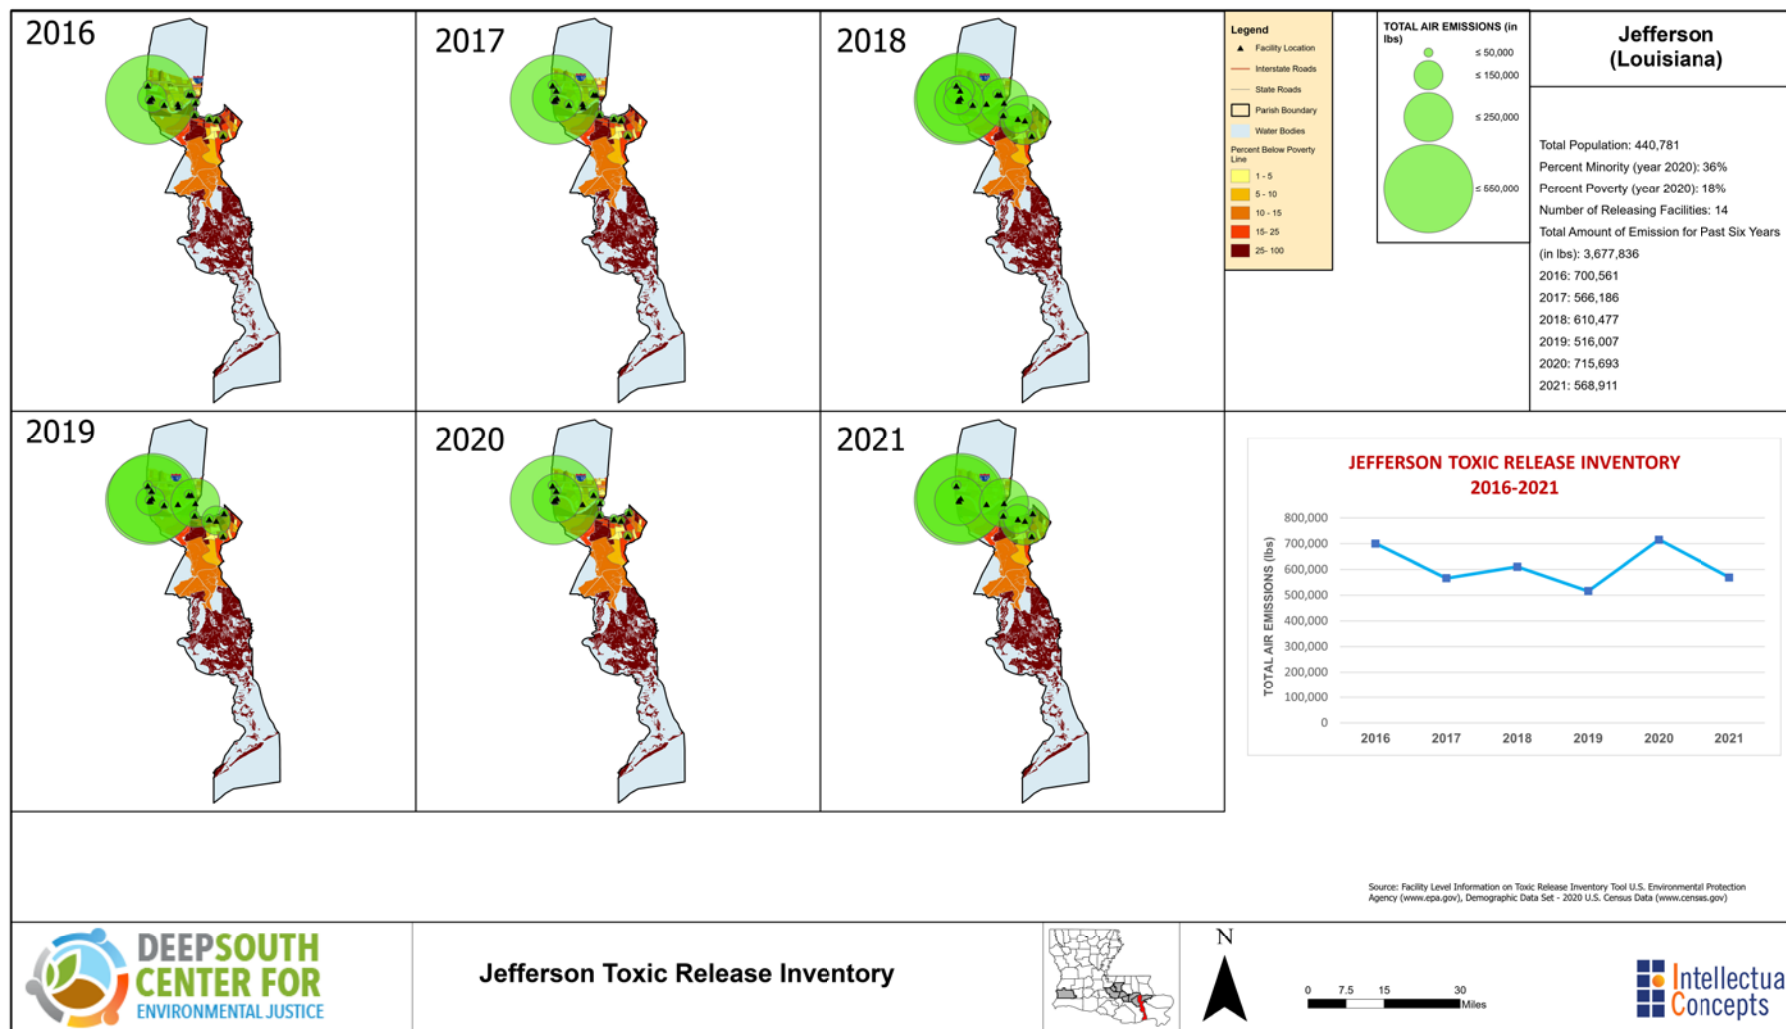 2016
2017
2018
Legend
Facility Location
Interstate Roads
State Roads
Parish Boundary
Water Bodies
Percent Below Poverty
Line
1 - 5
5 - 10
10 - 15
15- 25
25- 100
TOTAL AIR EMISSIONS (in
lbs)
≤ 50,000
≤ 150,000
≤ 250,000
≤ 550,000
Jefferson
(Louisiana)
Total Population: 440,781
Percent Minority (year 2020): 36%
Percent Poverty (year 2020): 18%
Number of Releasing Facilities: 14
Total Amount of Emission for Past Six Years
(in lbs): 3,677,836
2016: 700,561
2017: 566,186
2018: 610,477
2019: 516,007
2020: 715,693
2021: 568,911
2019
2020
2021
JEFFERSON TOXIC RELEASE INVENTORY
2016-2021
TOTAL AIR EMISSIONS (lbs)
800,000
700,000
600,000
500,000
400,000
300,000
200,000
100,000
0
2016 2017 2018 2019 2020 2021
Source: Facility Level Information on Toxic Release Inventory Tool U.S. Environmental Protection
Agency (www.epa.gov), Demographic Data Set - 2020 U.S. Census Data (www.census.gov)
DEEPSOUTH
CENTER FOR
ENVIRONMENTAL JUSTICE
Jefferson Toxic Release Inventory
N
0 7.5 15 30
Miles
Intellectua
Concepts